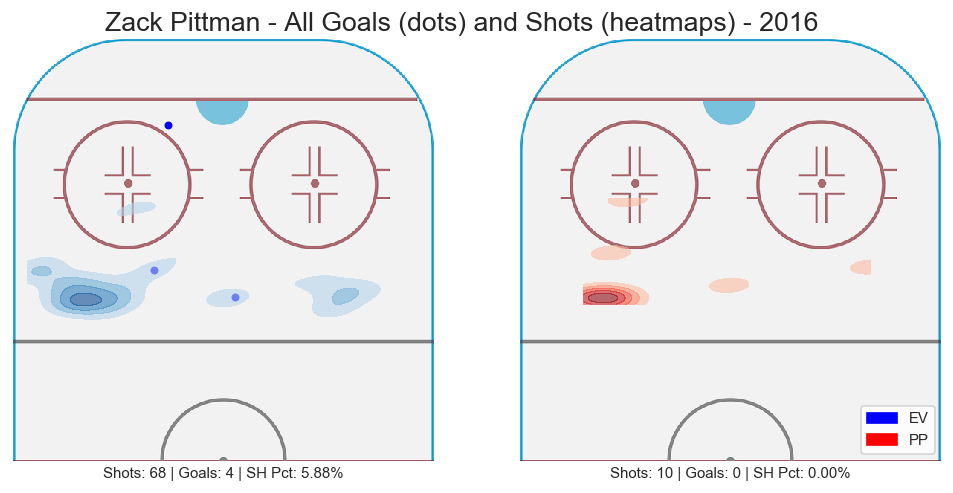 Zack Pittman - All Goals (dots) and Shots (heatmaps) - 2016
EV
PP
Shots: 68 | Goals: 4 | SH Pct: 5.88%
Shots: 10 | Goals: 0 | SH Pct: 0.00%